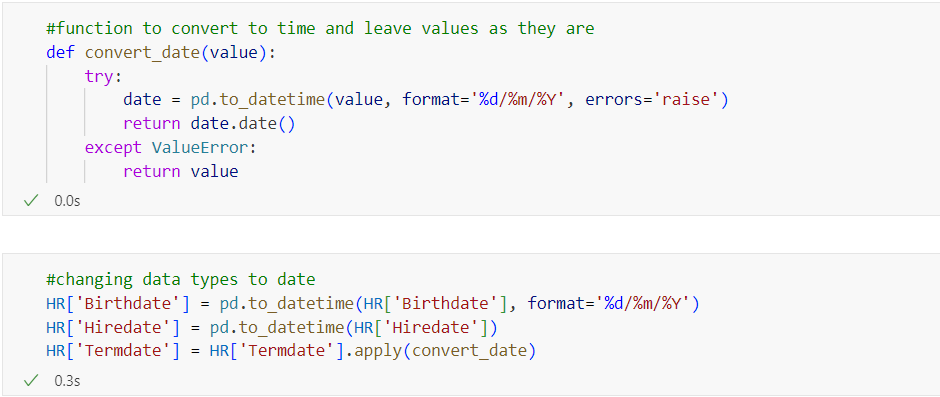 #function to convert to time and leave values as they are
def convert_date(value):
    try:
        date = pd.to_datetime(value, format='%d/%m/%Y', errors='raise')
        return date.date()
    except ValueError:
        return value
✓ 0.0s
#changing data types to date
HR['Birthdate'] = pd.to_datetime(HR['Birthdate'], format='%d/%m/%Y')
HR['Hiredate'] = pd.to_datetime(HR['Hiredate'])
HR['Termdate'] = HR['Termdate'].apply(convert_date)
✓ 0.3s